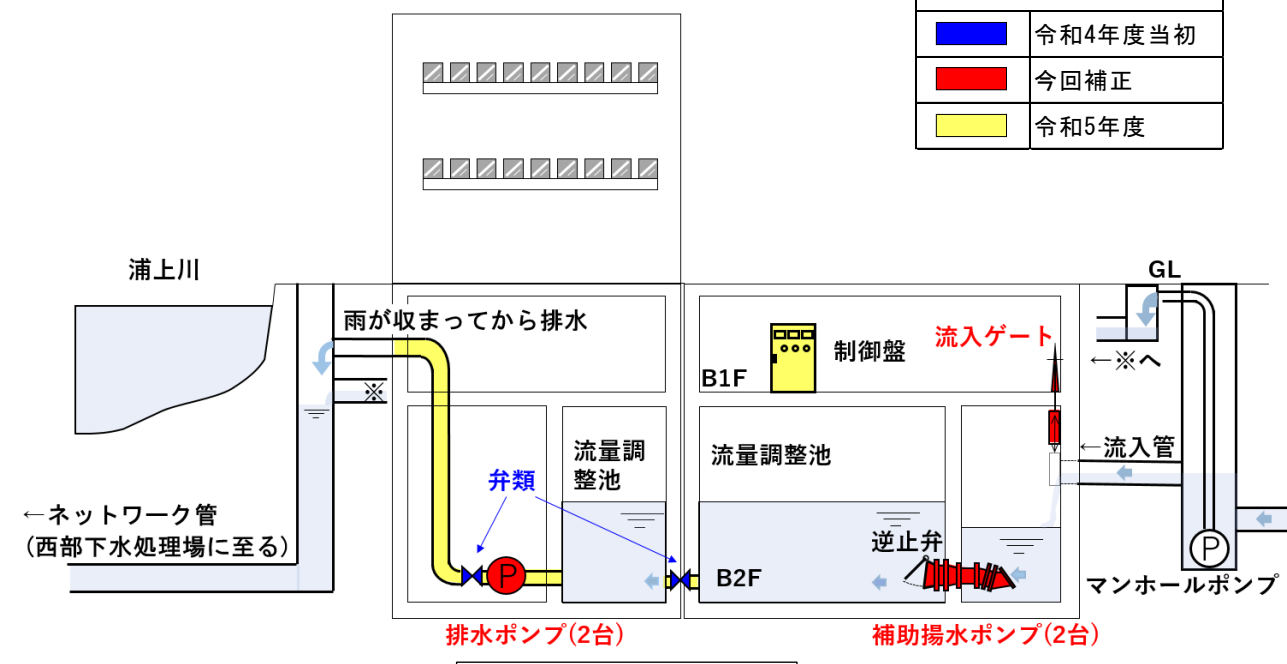 令和4年度当初
今回補正
令和5年度
浦上川
GL
雨が収まってから排水
流入ゲート
制御盤
B1F
←※へ
※
流量調
整池
流量調整池
←流入管
弁類
←ネットワーク管
(西部下水処理場に至る)
逆止弁
P
B2F
P
マンホールポンプ
排水ポンプ(2台)
補助揚水ポンプ(2台)